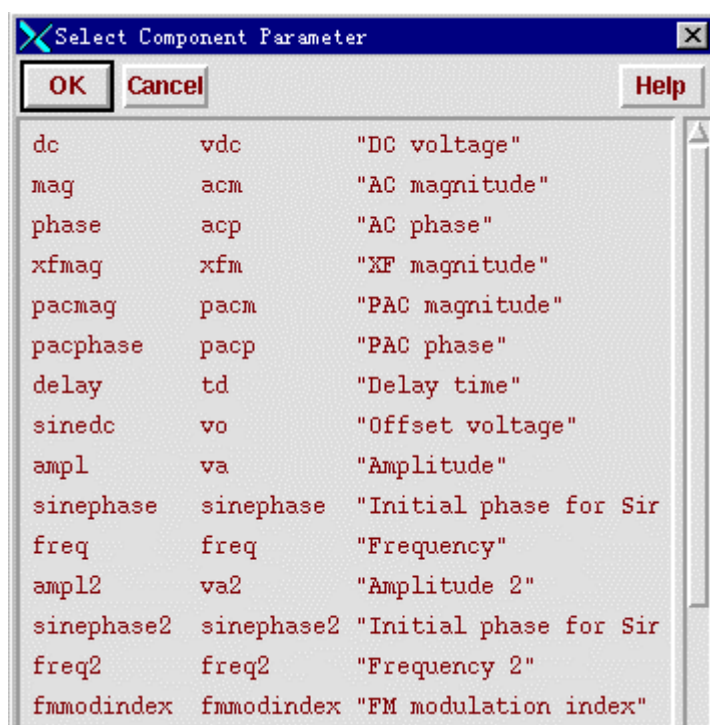 Select Component Parameter
OK Cancel Help
dc vdc "DC voltage"
mag acm "AC magnitude"
phase acp "AC phase"
xfmag xfm "XF magnitude"
pacmag pacm "PAC magnitude"
pacphase pacp "PAC phase"
delay td "Delay time"
sinedc vo "Offset voltage"
ampl va "Amplitude"
sinephase sinephase "Initial phase for Sir
freq freq "Frequency"
ampl2 va2 "Amplitude 2"
sinephase2 sinephase2 "Initial phase for Sir
freq2 freq2 "Frequency 2"
fmmodindex fmmodindex "FM modulation index"